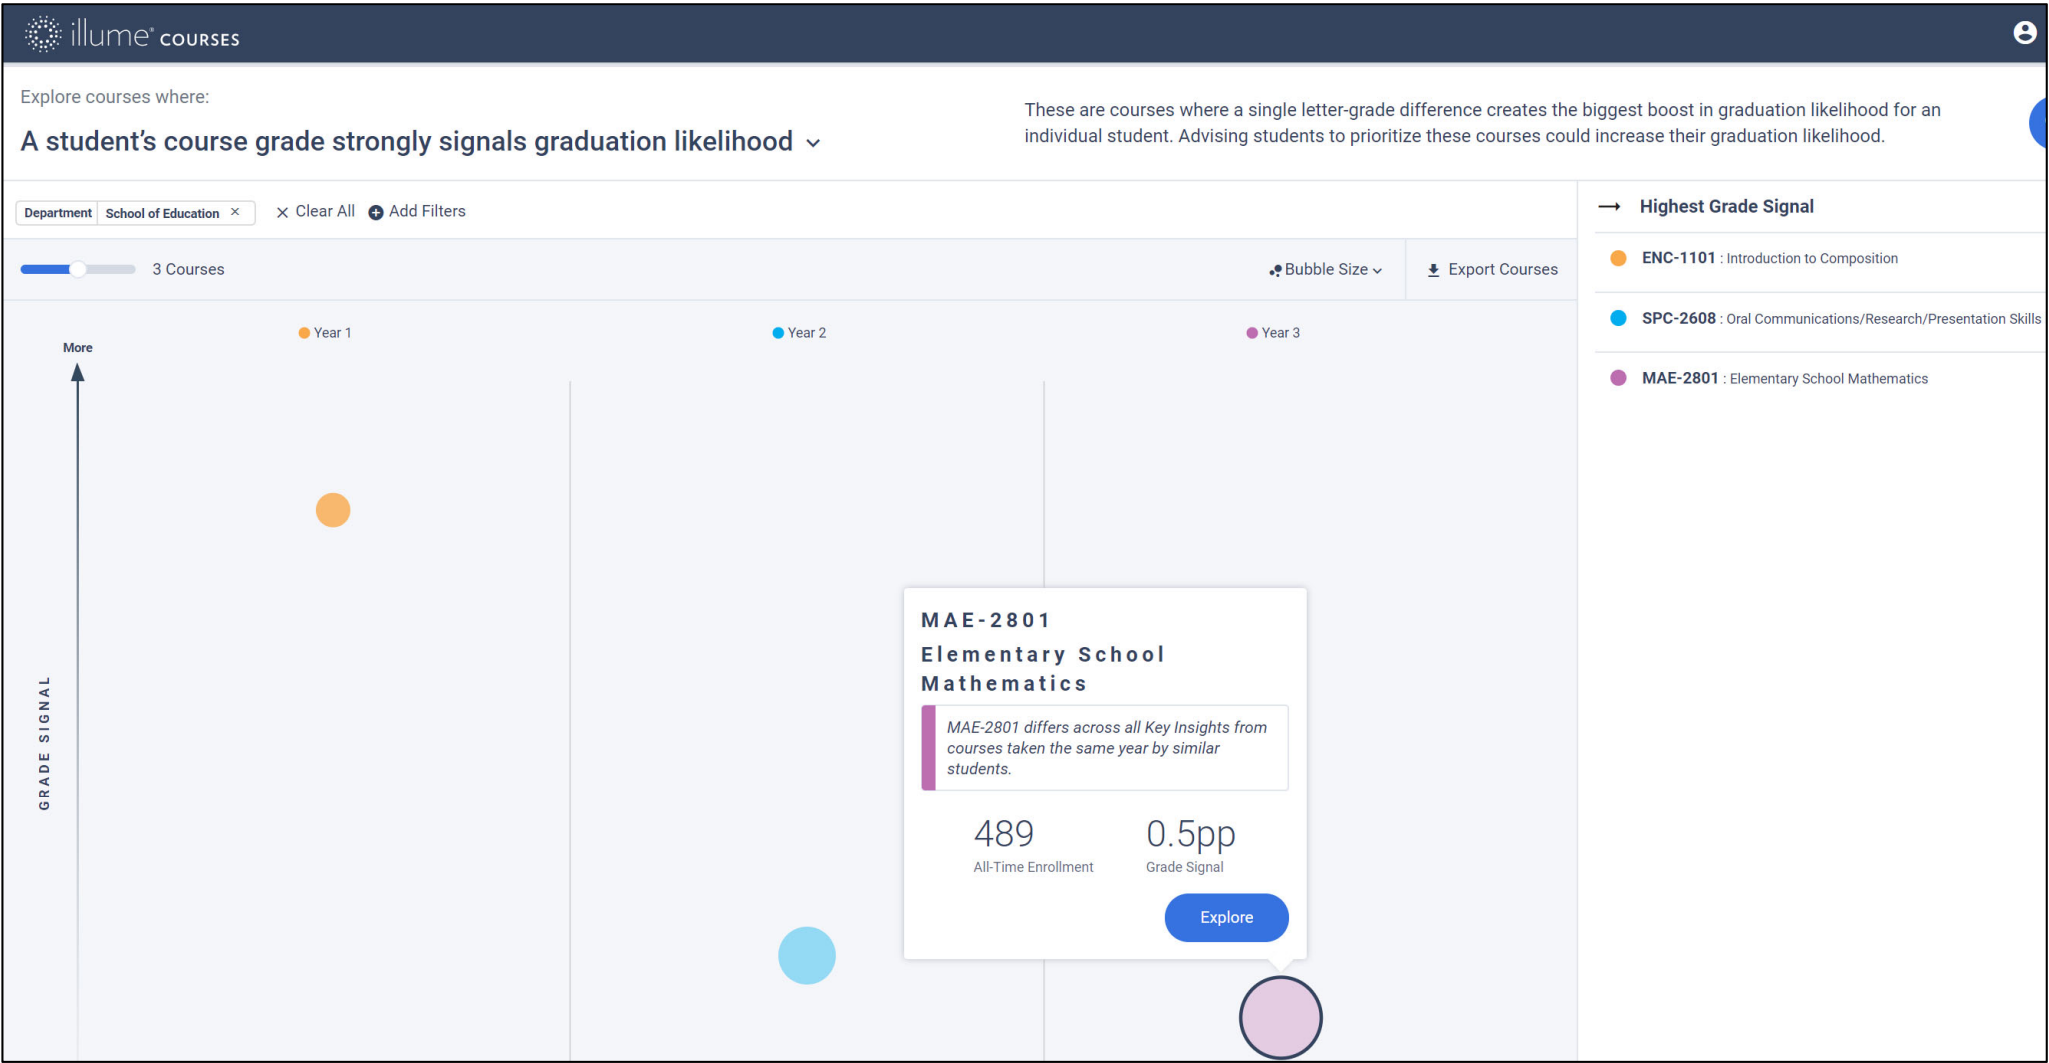 illume® COURSES
Explore courses where:
A student’s course grade strongly signals graduation likelihood
These are courses where a single letter-grade difference creates the biggest boost in graduation likelihood for an
individual student. Advising students to prioritize these courses could increase their graduation likelihood.
Department School of Education × × Clear All + Add Filters
3 Courses
Bubble Size
Export Courses
More
Year 1
Year 2
Year 3
GRADE SIGNAL
MAE-2801
Elementary School
Mathematics
MAE-2801 differs across all Key Insights from
courses taken the same year by similar
students.
489
All-Time Enrollment
0.5pp
Grade Signal
Explore
→ Highest Grade Signal
ENC-1101 : Introduction to Composition
SPC-2608 : Oral Communications/Research/Presentation Skills
MAE-2801 : Elementary School Mathematics